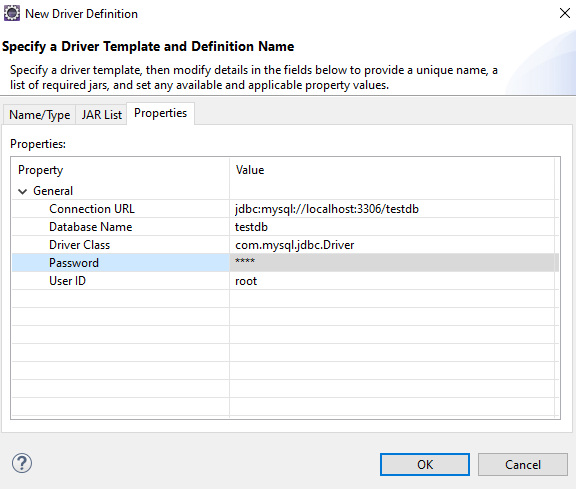 New Driver Definition
Specify a Driver Template and Definition Name
Specify a driver template, then modify details in the fields below to provide a unique name, a
list of required jars, and set any available and applicable property values.
Name/Type JAR List Properties
Properties:
Property Value
General
Connection URL jdbc:mysql://localhost:3306/testdb
Database Name testdb
Driver Class com.mysql.jdbc.Driver
Password ****
User ID root
? OK Cancel